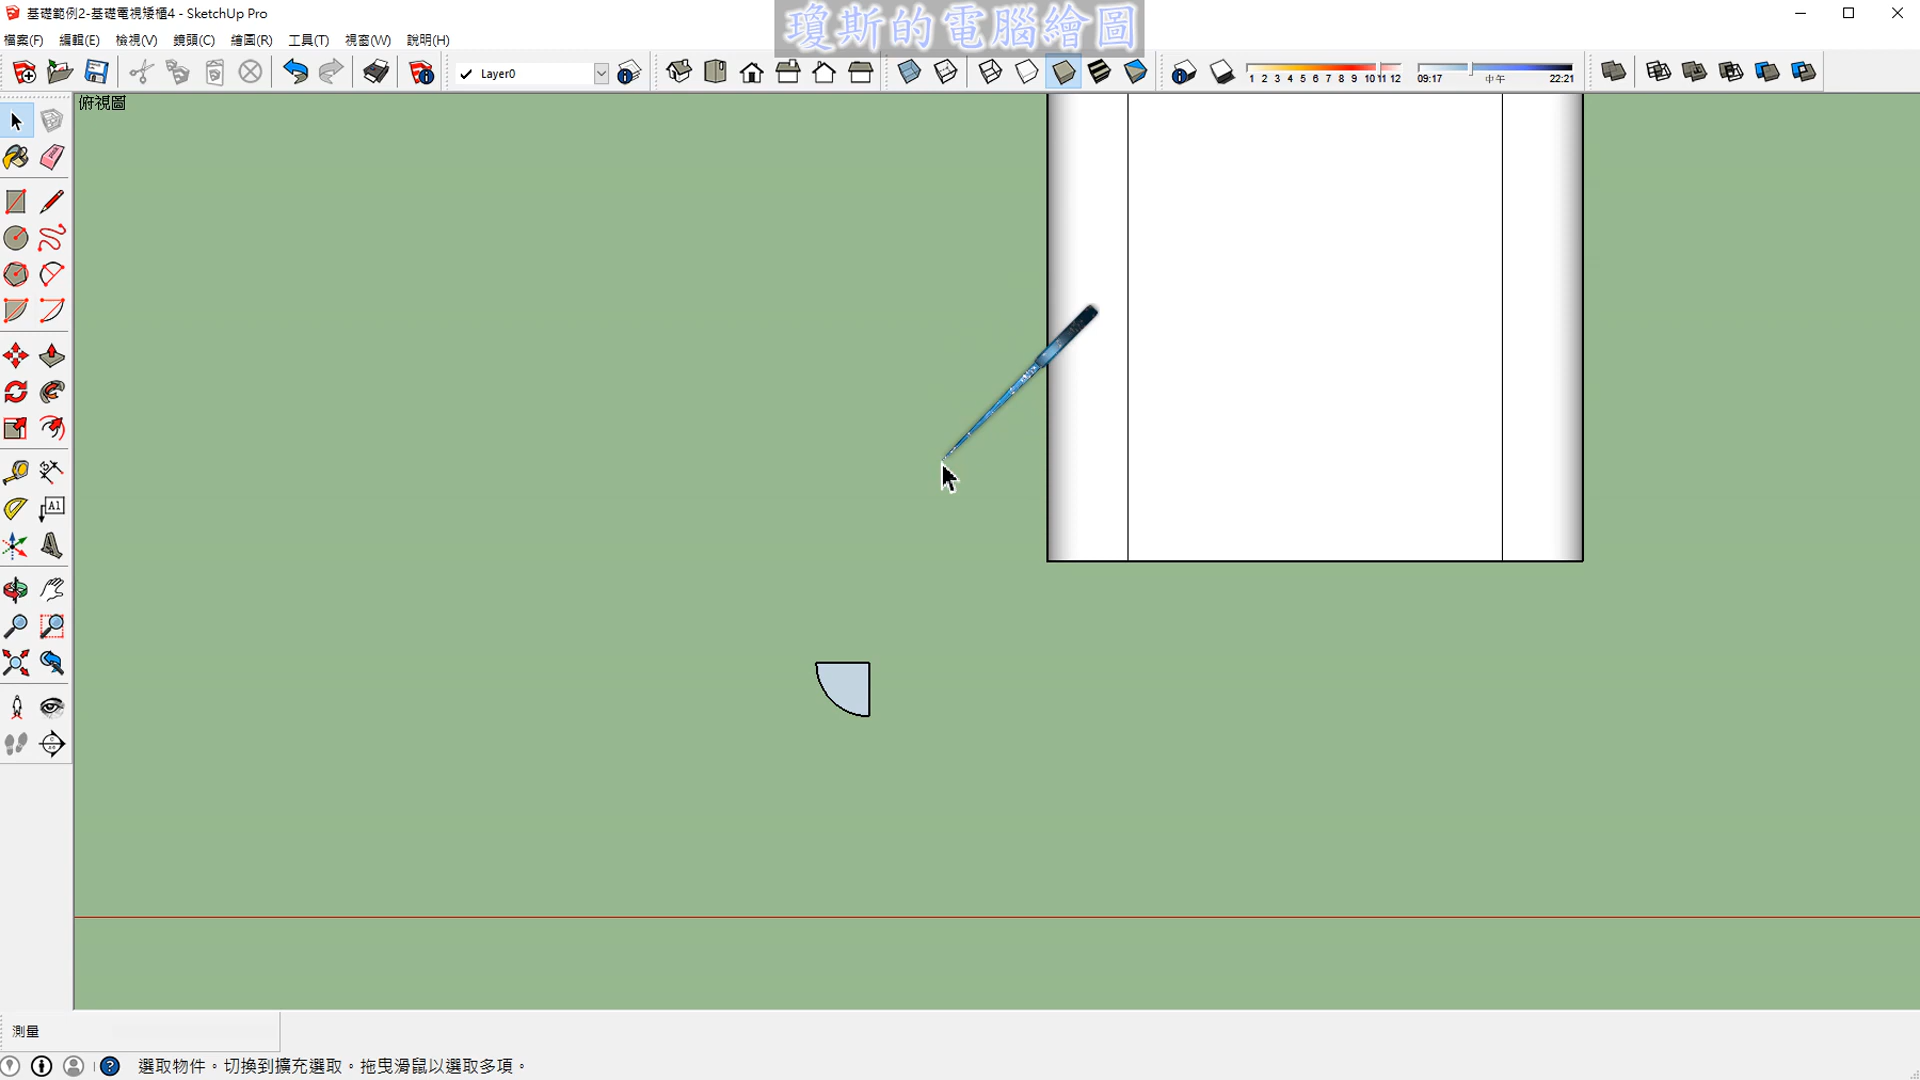 基礎範例2-基礎電視矮櫃4 - SketchUp Pro
瓊斯的電腦繪圖
檔案(F) 編輯(E) 檢視(V) 鏡頭(C) 繪圖(R) 工具(T) 視窗(W) 說明(H)
Layer0
1 2 3 4 5 6 7 8 9 10 11 12
09:17 中午 22:21
俯視圖
A1
測量
選取物件。切換到擴充選取。拖曳滑鼠以選取多項。